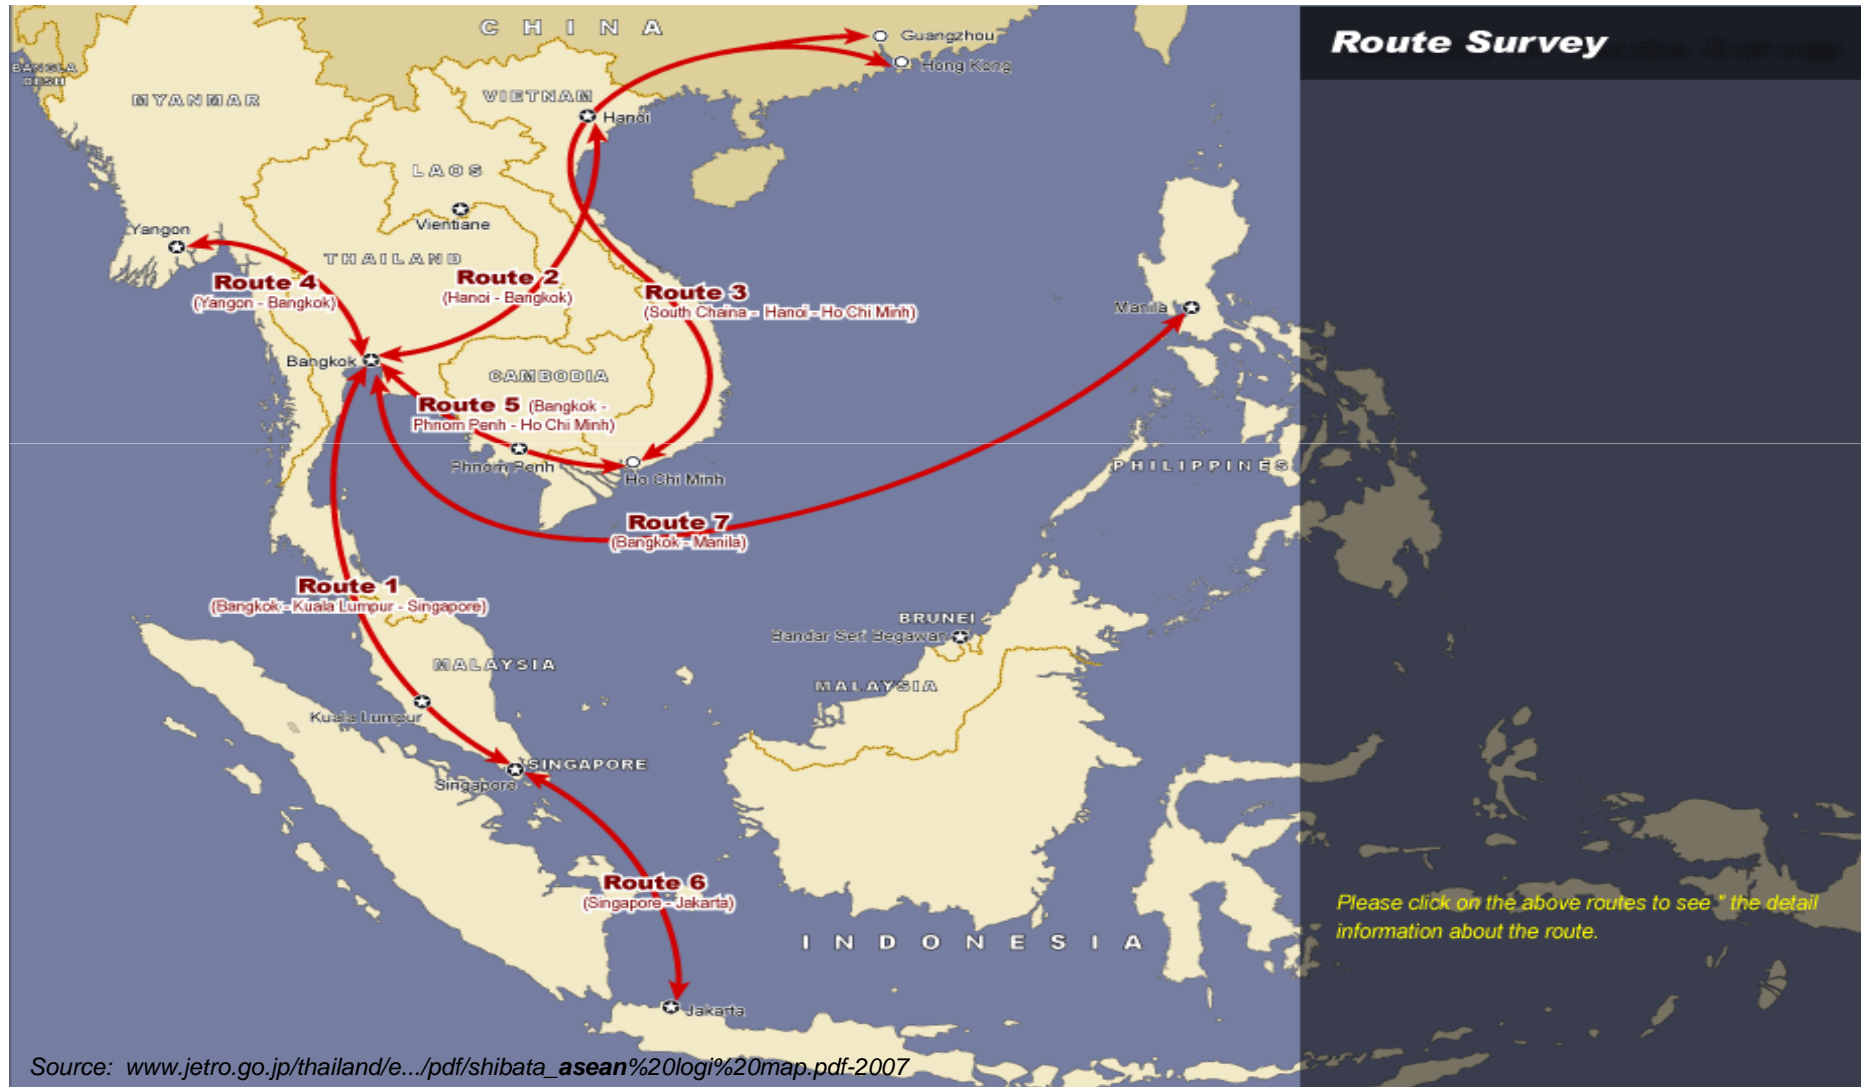 C H I N A
Guangzhou
Hong Kong
BANGLA
DESH
MYANMAR
VIETNAM
Hanoi
LAOS
Vientiane
Yangon
THAILAND
Route 4
(Yangon - Bangkok)
Route 2
(Hanoi - Bangkok)
Route 3
(South Chaina - Hanoi - Ho Chi Minh)
Manila
Bangkok
CAMBODIA
Route 5 (Bangkok -
Phnom Penh - Ho Chi Minh)
Phnom Penh
Ho Chi Minh
PHILIPPINES
Route 7
(Bangkok - Manila)
Route 1
(Bangkok - Kuala Lumpur - Singapore)
BRUNEI
Bandar Seri Begawan
MALAYSIA
MALAYSIA
Kuala Lumpur
SINGAPORE
Singapore
Route 6
(Singapore - Jakarta)
I N D O N E S I A
Jakarta
Route Survey
Please click on the above routes to see " the detail
information about the route.
Source: www.jetro.go.jp/thailand/e.../pdf/shibata_asean%20logi%20map.pdf-2007